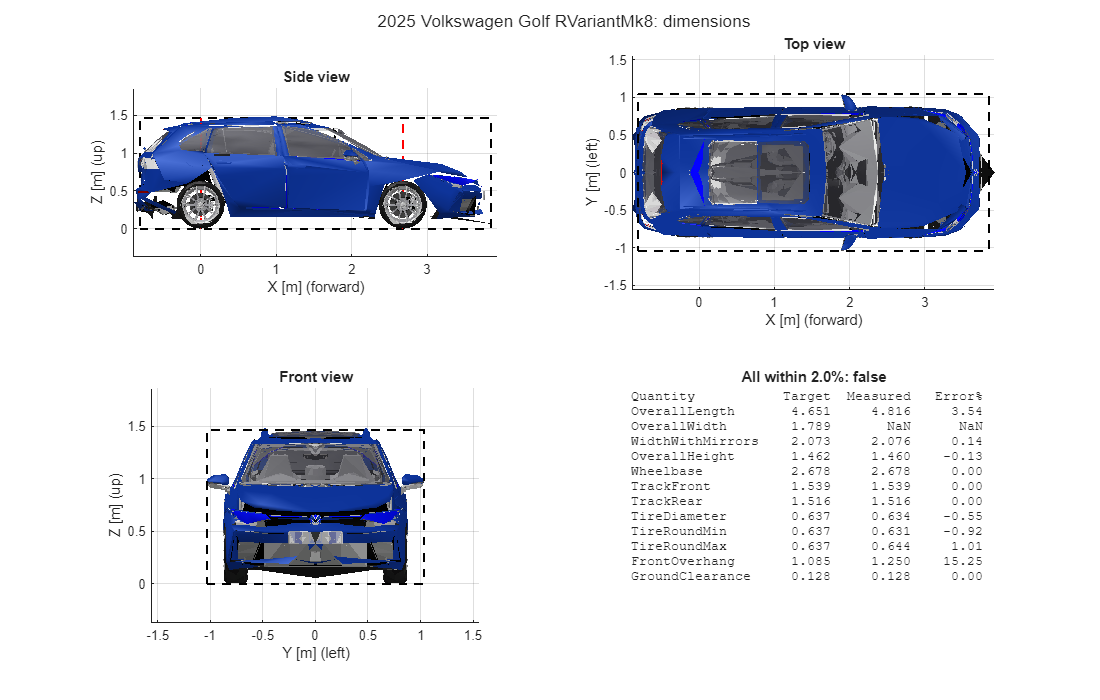 2025 Volkswagen Golf RVariantMk8: dimensions
Side view
1.5
1
0.5
0
Z [m] (up)
0
1
2
3
X [m] (forward)
Top view
1.5
1
0.5
0
-0.5
-1
-1.5
Y [m] (left)
0
1
2
3
X [m] (forward)
Front view
1.5
1
0.5
0
Z [m] (up)
-1.5
-1
-0.5
0
0.5
1
1.5
Y [m] (left)
All within 2.0%: false
Quantity Target Measured Error%
OverallLength 4.651 4.816 3.54
OverallWidth 1.789 NaN NaN
WidthWithMirrors 2.073 2.076 0.14
OverallHeight 1.462 1.460 -0.13
Wheelbase 2.678 2.678 0.00
TrackFront 1.539 1.539 0.00
TrackRear 1.516 1.516 0.00
TireDiameter 0.637 0.634 -0.55
TireRoundMin 0.637 0.631 -0.92
TireRoundMax 0.637 0.644 1.01
FrontOverhang 1.085 1.250 15.25
GroundClearance 0.128 0.128 0.00